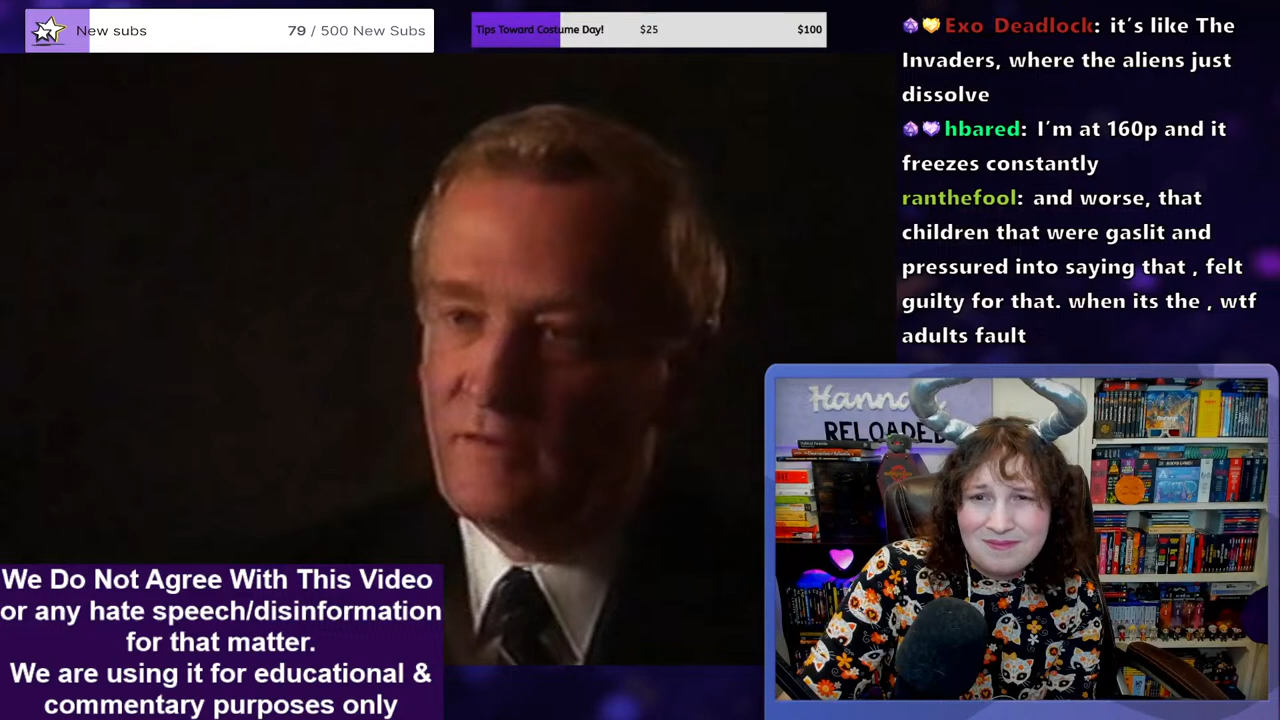 New subs
79 / 500 New Subs
Tips Toward Costume Day!
$25
$100
Exo_Deadlock: it's like The
Invaders, where the aliens just
dissolve
hbared: I'm at 160p and it
freezes constantly
ranthefool: and worse, that
children that were gaslit and
pressured into saying that , felt
guilty for that. when its the , wtf
adults fault
Hannah
RELOADED
We Do Not Agree With This Video
or any hate speech/disinformation
for that matter.
We are using it for educational &
commentary purposes only